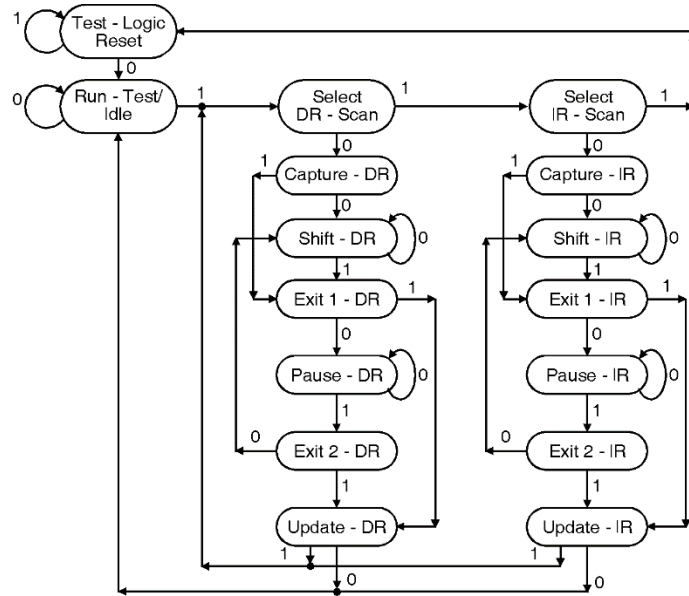 1
Test - Logic
Reset
0
0
Run - Test/
Idle
1
Select
DR - Scan
1
Select
IR - Scan
1
0
0
1
Capture - DR
1
Capture - IR
0
0
Shift - DR
0
Shift - IR
0
1
1
Exit 1 - DR
1
Exit 1 - IR
1
0
0
Pause - DR
0
Pause - IR
0
1
1
0
Exit 2 - DR
0
Exit 2 - IR
1
1
Update - DR
Update - IR
1
0
1
0